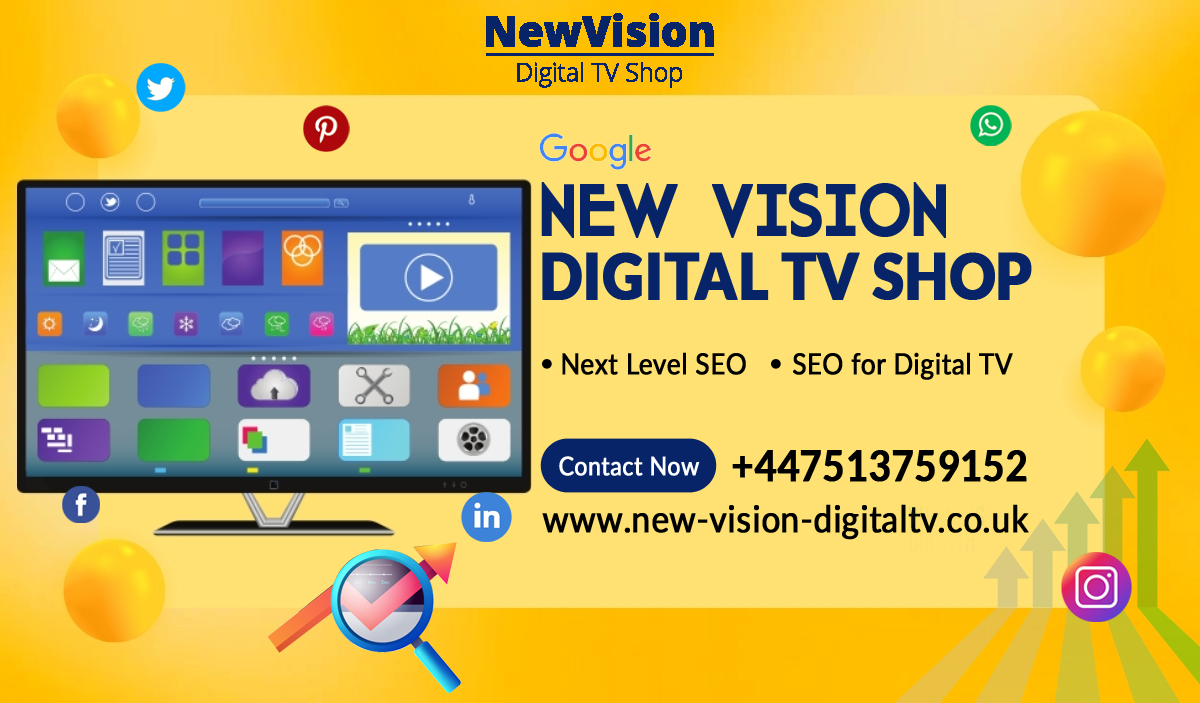 NewVision
Digital TV Shop
Google
NEW VISION
DIGITAL TV SHOP
• Next Level SEO • SEO for Digital TV
Contact Now +447513759152
www.new-vision-digitaltv.co.uk